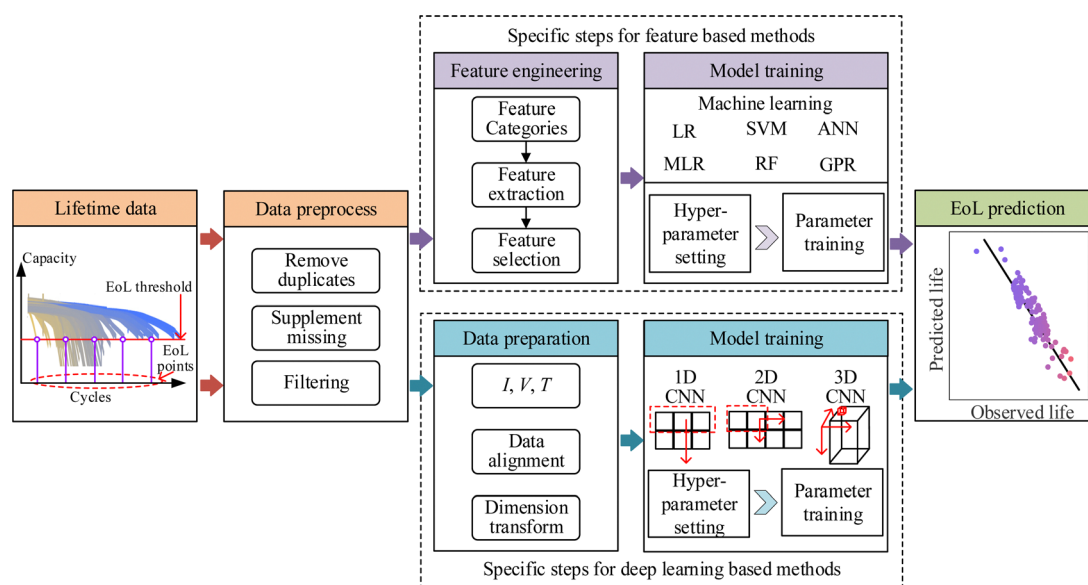 Specific steps for feature based methods
Lifetime data
Capacity
EoL threshold
EoL
points
Cycles
Data preprocess
Remove
duplicates
Supplement
missing
Filtering
Feature engineering
Feature
Categories
Feature
extraction
Feature
selection
Model training
Machine learning
LR SVM ANN
MLR RF GPR
Hyper-
parameter
setting
Parameter
training
Data preparation
I, V, T
Data
alignment
Dimension
transform
Model training
1D
CNN
2D
CNN
3D
CNN
Hyper-
parameter
setting
Parameter
training
Specific steps for deep learning based methods
EoL prediction
Predicted life
Observed life